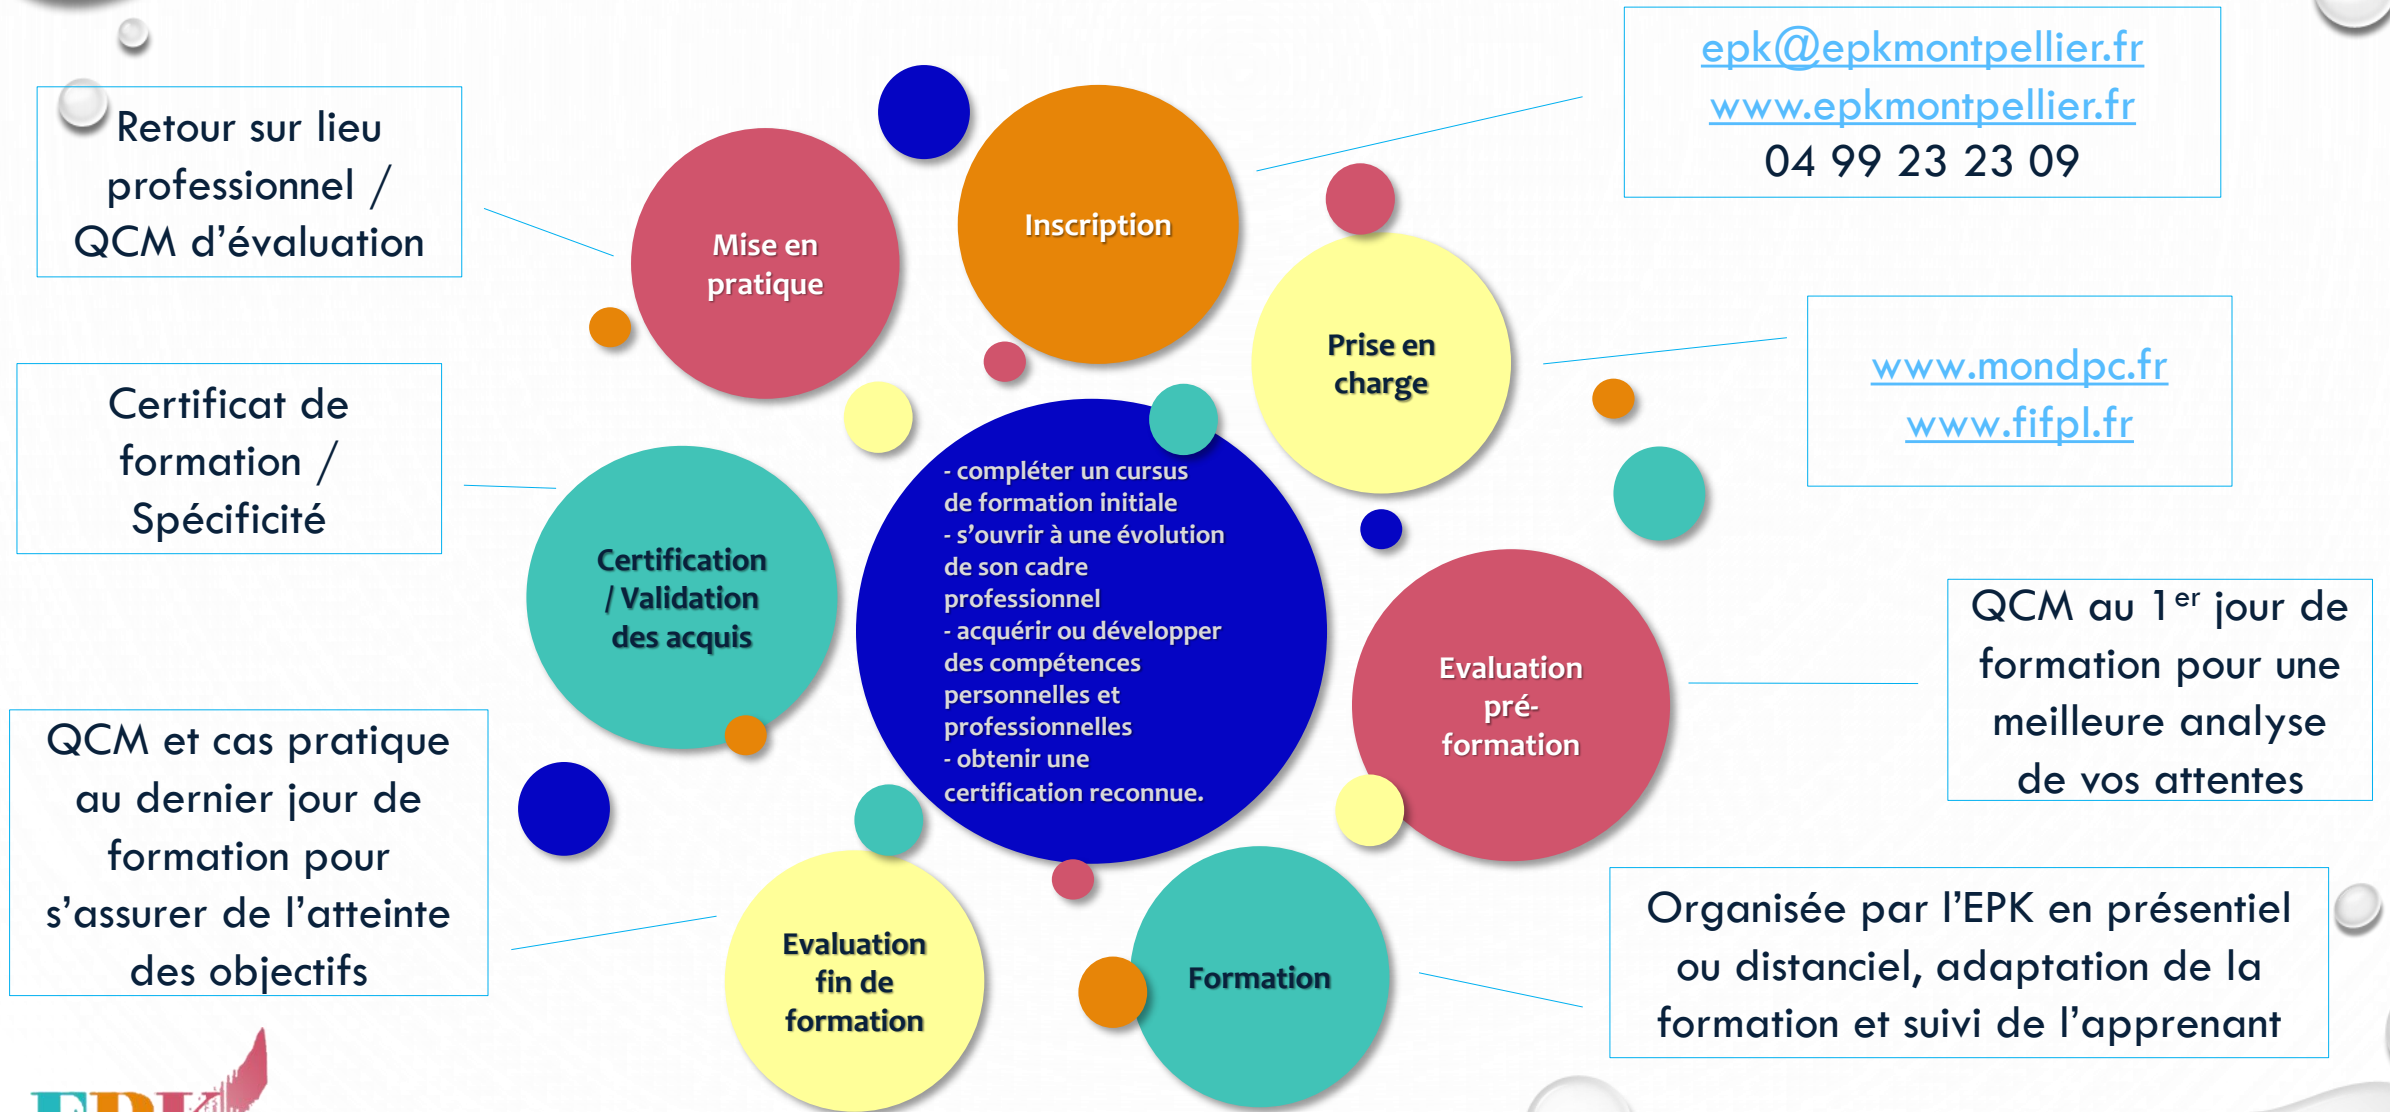 epk@epkmontpellier.fr
www.epkmontpellier.fr
04 99 23 23 09
Retour sur lieu
professionnel /
QCM d’évaluation
Inscription
Mise en
pratique
Prise en
charge
www.mondpc.fr
www.fifpl.fr
Certificat de
formation /
Spécificité
- compléter un cursus
de formation initiale
- s’ouvrir à une évolution
de son cadre
professionnel
- acquérir ou développer
des compétences
personnelles et
professionnelles
- obtenir une
certification reconnue.
Certification
/ Validation
des acquis
Evaluation
pré-
formation
QCM au 1er jour de
formation pour une
meilleure analyse
de vos attentes
QCM et cas pratique
au dernier jour de
formation pour
s’assurer de l’atteinte
des objectifs
Evaluation
fin de
formation
Formation
Organisée par l’EPK en présentiel
ou distanciel, adaptation de la
formation et suivi de l’apprenant
EPK